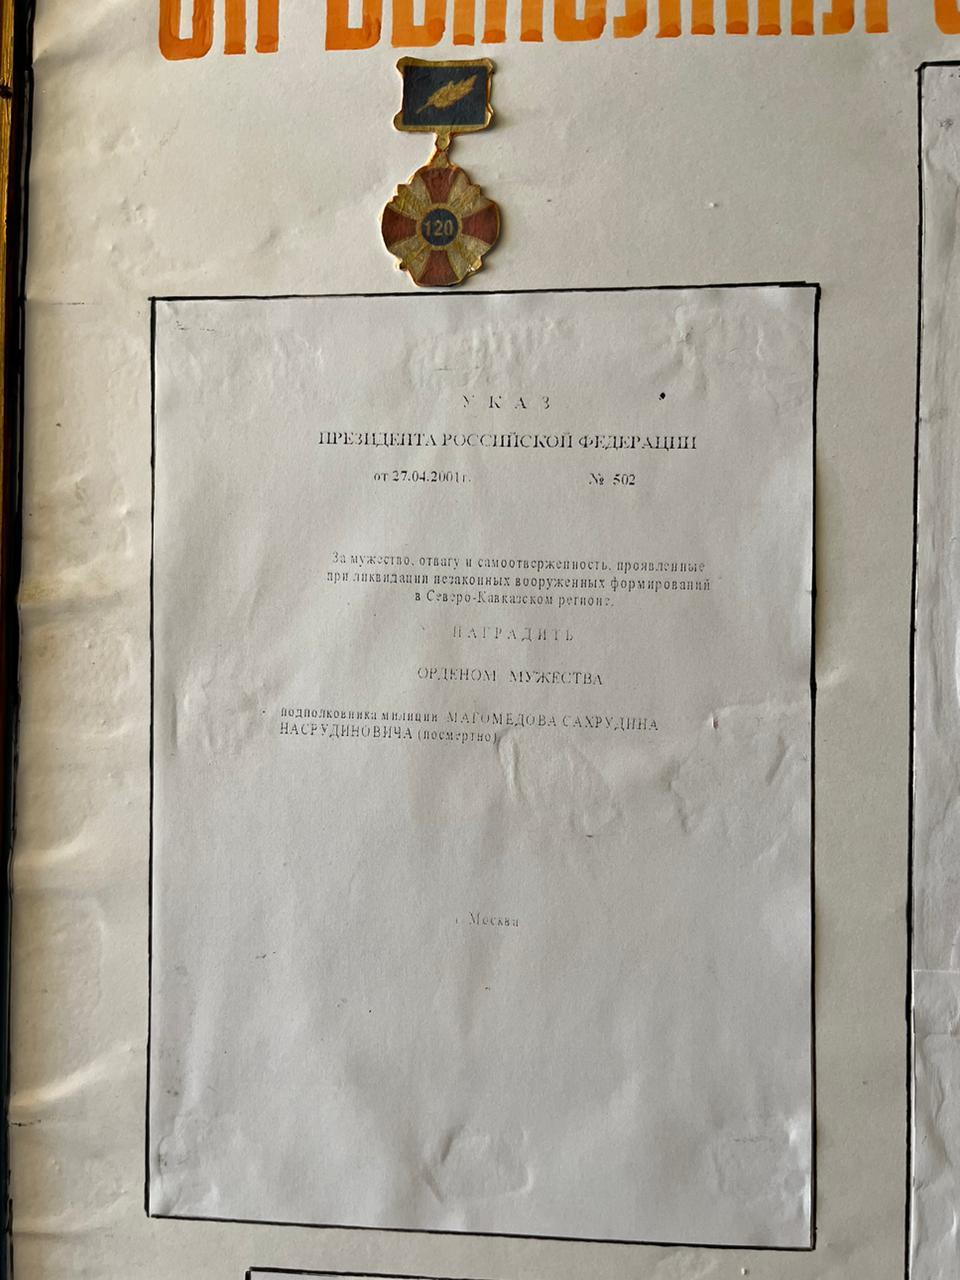 120
У К А З
ПРЕЗИДЕНТА РОССИЙСКОЙ ФЕДЕРАЦИИ
от 27.04.2001г. № 502
За мужество, отвагу и самоотверженность, проявленные
при ликвидации незаконных вооруженных формирований
в Северо-Кавказском регионе,
Н А Г Р А Д И Т Ь
ОРДЕНОМ МУЖЕСТВА
подполковника милиции МАГОМЕДОВА САХРУДИНА
НАСРУДИНОВИЧА (посмертно)
г. Москва